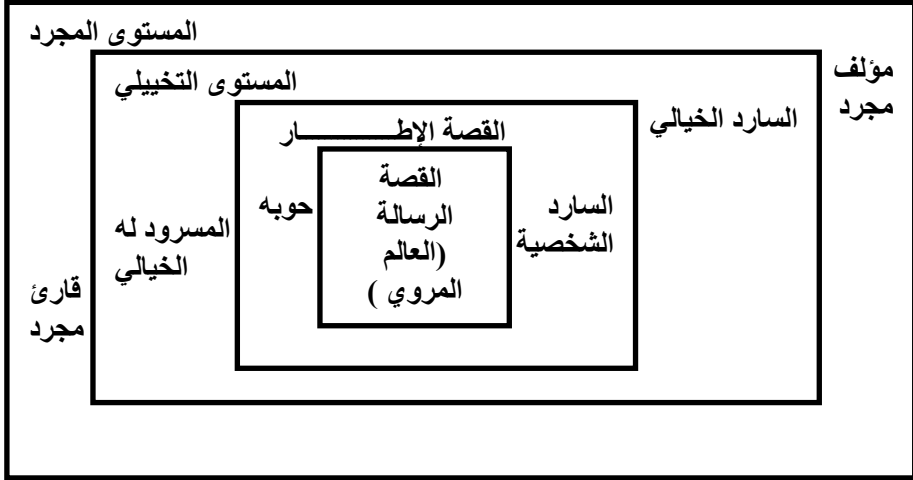 المستوى المجرد
مؤلف
مجرد
المستوى التخييلي
السارد الخيالي
القصة الإطــــــــــــار
السارد
الشخصية
القصة
الرسالة
(العالم
المروي )
حوبه
المسرود له
الخيالي
قارئ
مجرد